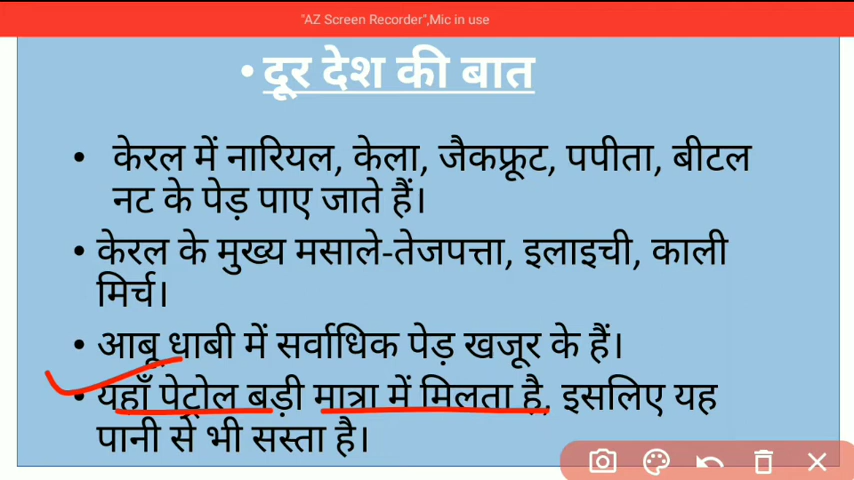 "AZ Screen Recorder",Mic in use
• दूर देश की बात
• केरल में नारियल, केला, जैकफ्रूट, पपीता, बीटल
नट के पेड़ पाए जाते हैं।
• केरल के मुख्य मसाले-तेजपत्ता, इलाइची, काली
मिर्च।
• आबू धाबी में सर्वाधिक पेड़ खजूर के हैं।
• यहाँ पेट्रोल बड़ी मात्रा में मिलता है, इसलिए यह
पानी से भी सस्ता है।